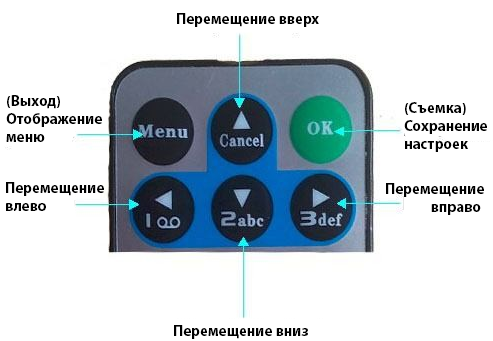 Перемещение вверх
(Выход)
Отображение
меню
Menu
Cancel
OK
(Съемка)
Сохранение
настроек
Перемещение
влево
1
2abc
3def
Перемещение
вправо
Перемещение вниз